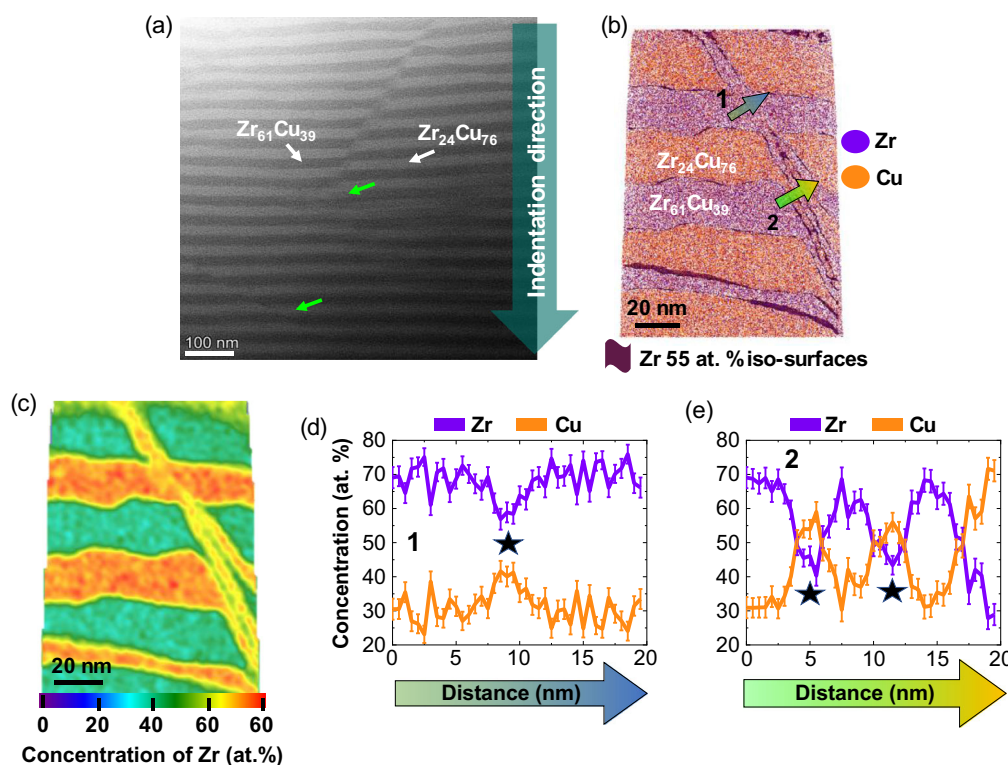 (a)
Zr₆₁Cu₃₉
Zr₂₄Cu₇₆
100 nm
Indentation direction
(b)
1
Zr₂₄Cu₇₆
Zr₆₁Cu₃₉
2
20 nm
Zr
Cu
Zr 55 at. % iso-surfaces
(c)
20 nm
0 20 40 60 60
Concentration of Zr (at.%)
(d)
Zr Cu
Concentration (at. %)
80
70
60
50
40
30
20
1
0 5 10 15 20
Distance (nm)
(e)
Zr Cu
80
70
60
50
40
30
20
2
0 5 10 15 20
Distance (nm)